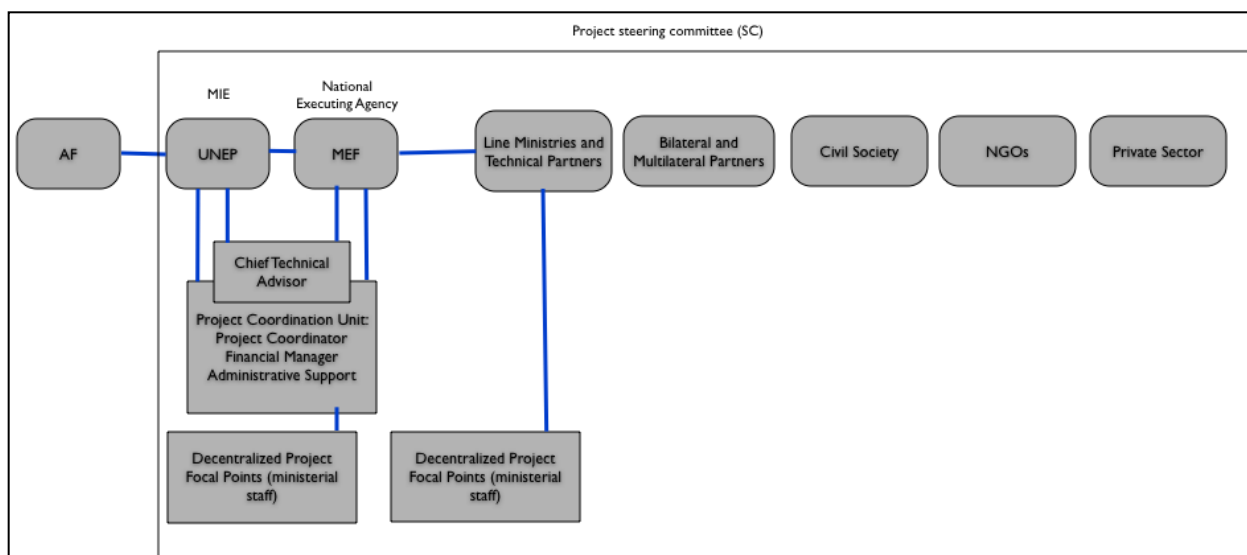 Project steering committee (SC)
MIE
National
Executing Agency
AF
UNEP
MEF
Line Ministries and
Technical Partners
Bilateral and
Multilateral Partners
Civil Society
NGOs
Private Sector
Chief Technical
Advisor
Project Coordination Unit:
Project Coordinator
Financial Manager
Administrative Support
Decentralized Project
Focal Points (ministerial
staff)
Decentralized Project
Focal Points (ministerial
staff)